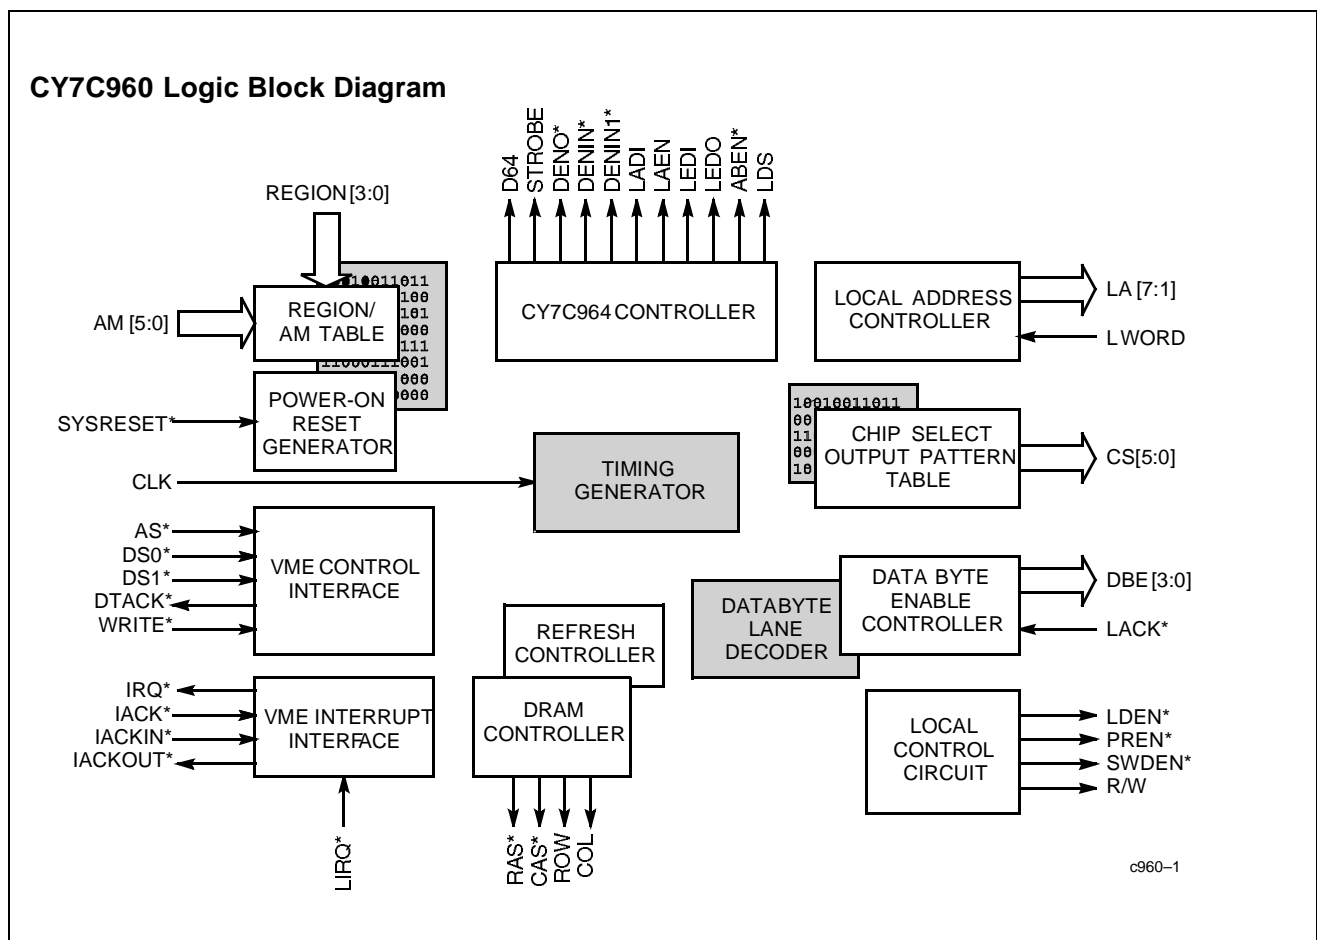 CY7C960 Logic Block Diagram
D64
STROBE
DENO*
DENIN*
DENIN1*
LADI
LAEN
LEDI
LEDO
ABEN*
LDS
REGION [3:0]
AM [5:0]
REGION/
AM TABLE
11000111001
CY7C964 CONTROLLER
LOCAL ADDRESS
CONTROLLER
LA [7:1]
LWORD
SYSRESET*
POWER-ON
RESET
GENERATOR
10010011011
CHIP SELECT
OUTPUT PATTERN
TABLE
CS[5:0]
CLK
TIMING
GENERATOR
AS*
DS0*
DS1*
DTACK*
WRITE*
VME CONTROL
INTERFACE
DATABYTE
LANE
DECODER
DATA BYTE
ENABLE
CONTROLLER
DBE [3:0]
LACK*
REFRESH
CONTROLLER
IRQ*
IACK*
IACKIN*
IACKOUT*
VME INTERRUPT
INTERFACE
DRAM
CONTROLLER
LOCAL
CONTROL
CIRCUIT
LDEN*
PREN*
SWDEN*
R/W
LIRQ*
RAS*
CAS*
ROW
COL
c960–1